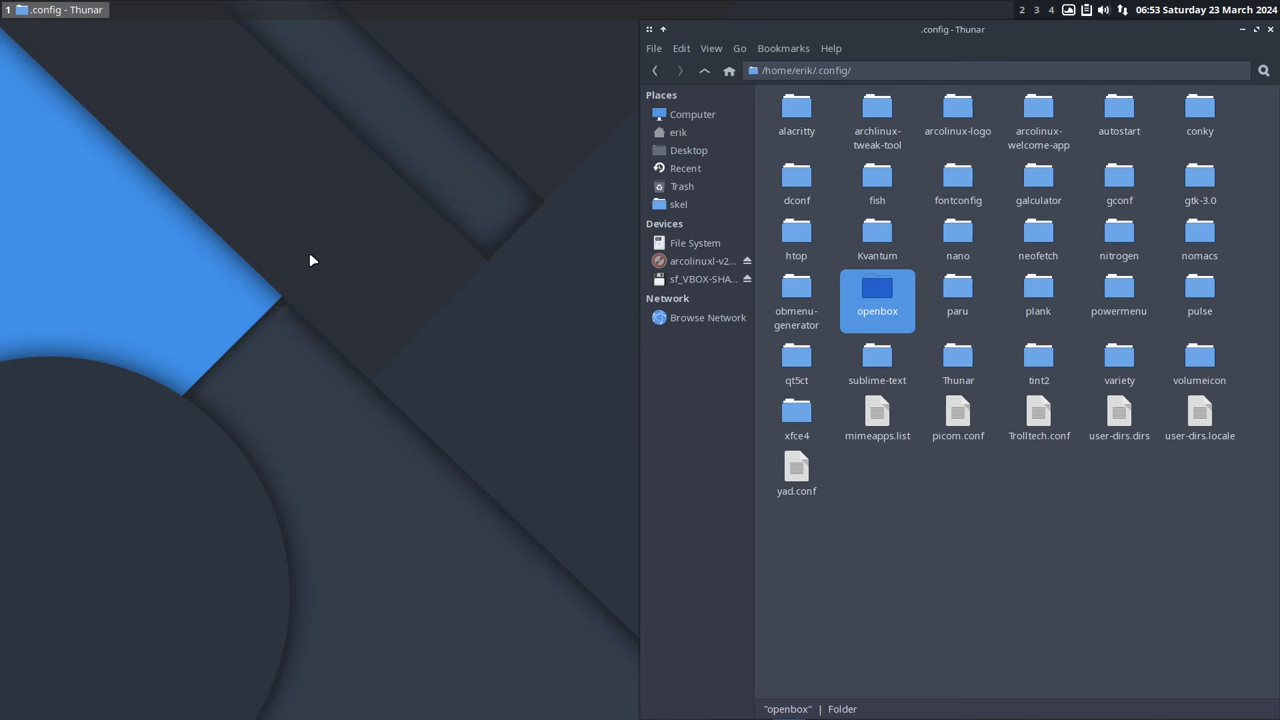 1 .config - Thunar
2 3 4 06:53 Saturday 23 March 2024
.config - Thunar
File Edit View Go Bookmarks Help
/home/erik/.config/
Places
Computer
erik
Desktop
Recent
Trash
skel
Devices
File System
arcolinuxl-v2...
sf_VBOX-SHA...
Network
Browse Network
alacritty
archlinux-
tweak-tool
arcolinux-logo
arcolinux-
welcome-app
autostart
conky
dconf
fish
fontconfig
galculator
gconf
gtk-3.0
htop
Kvantum
nano
neofetch
nitrogen
nomacs
obmenu-
generator
openbox
paru
plank
powermenu
pulse
qt5ct
sublime-text
Thunar
tint2
variety
volumeicon
xfce4
mimeapps.list
picom.conf
Trolltech.conf
user-dirs.dirs
user-dirs.locale
yad.conf
"openbox" | Folder